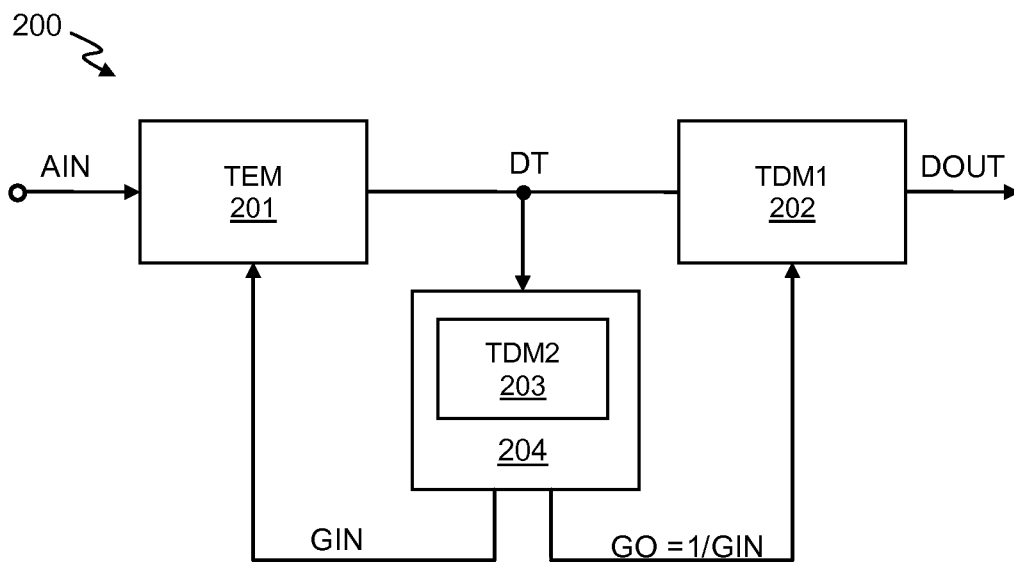 200
AIN
TEM
201
DT
TDM1
202
DOUT
TDM2
203
204
GIN
GO =1/GIN